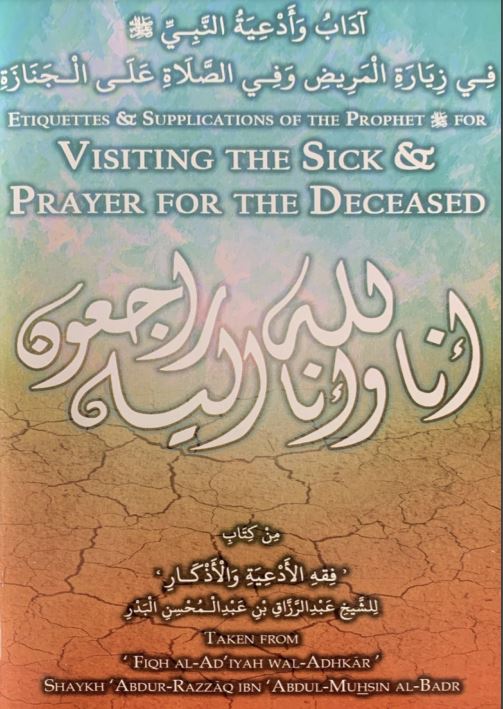 آدَابُ وَأَدْعِيَةُ النَّبِيِّ ﷺ
فِي زِيَارَةِ الْمَرِيضِ وَفِي الصَّلَاةِ عَلَى الْجَنَازَةِ
ETIQUETTES & SUPPLICATIONS OF THE PROPHET ﷺ FOR
VISITING THE SICK &
PRAYER FOR THE DECEASED
إنا لله وإنا إليه راجعون
مِنْ كِتَابِ
‘ فِقْهِ الأَدْعِيَةِ وَالْأَذْكَارِ ’
لِلشَّيْخِ عَبْدِالرَّزَّاقِ بْنِ عَبْدِالْمُحْسِنِ الْبَدْرِ
TAKEN FROM
‘ FIQH AL-AD’IYAH WAL-ADHKĀR ’
SHAYKH ‘ABDUR-RAZZĀQ IBN ‘ABDUL-MUḤSIN AL-BADR